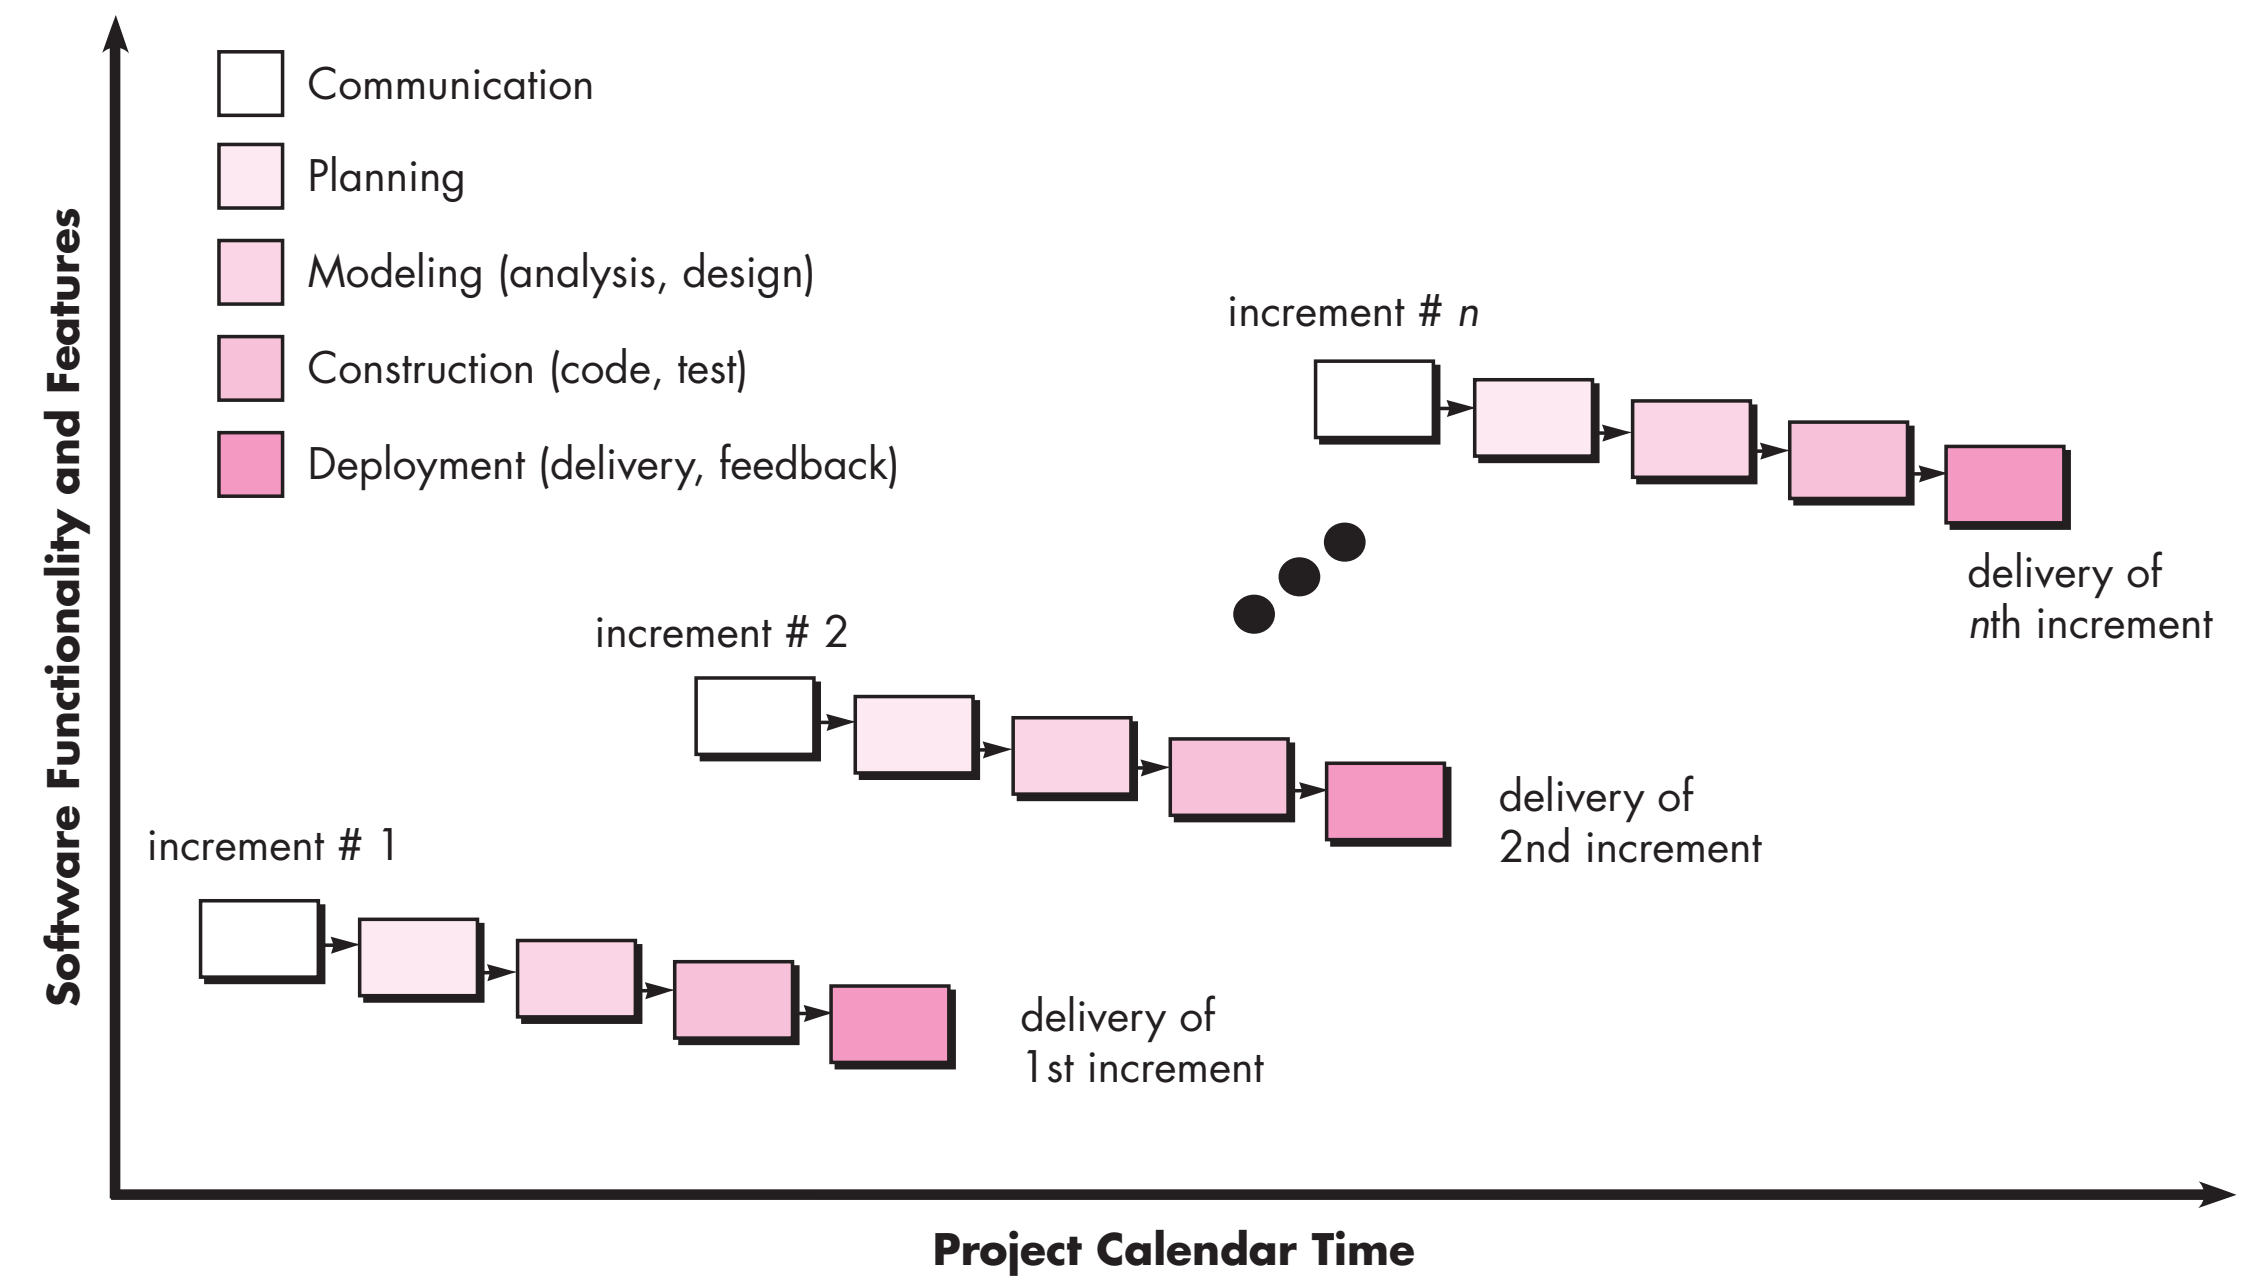 Communication
Planning
Modeling (analysis, design)
Construction (code, test)
Deployment (delivery, feedback)
Software Functionality and Features
increment # n
delivery of
nth increment
increment # 2
delivery of
2nd increment
increment # 1
delivery of
1st increment
Project Calendar Time